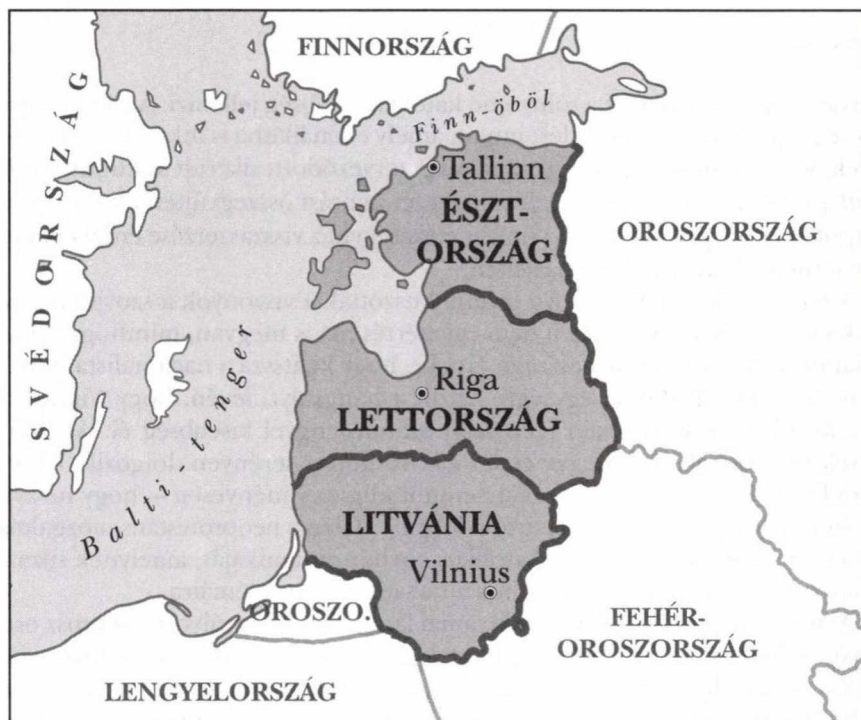 FINNORSZÁG
SVÉDORSZÁG
Finn-öböl
Tallinn
ÉSZT-
ORSZÁG
OROSZORSZÁG
Balti-tenger
Riga
LETTORSZÁG
LITVÁNIA
Vilnius
OROSZO.
FEHÉR-
OROSZORSZÁG
LENGYELORSZÁG